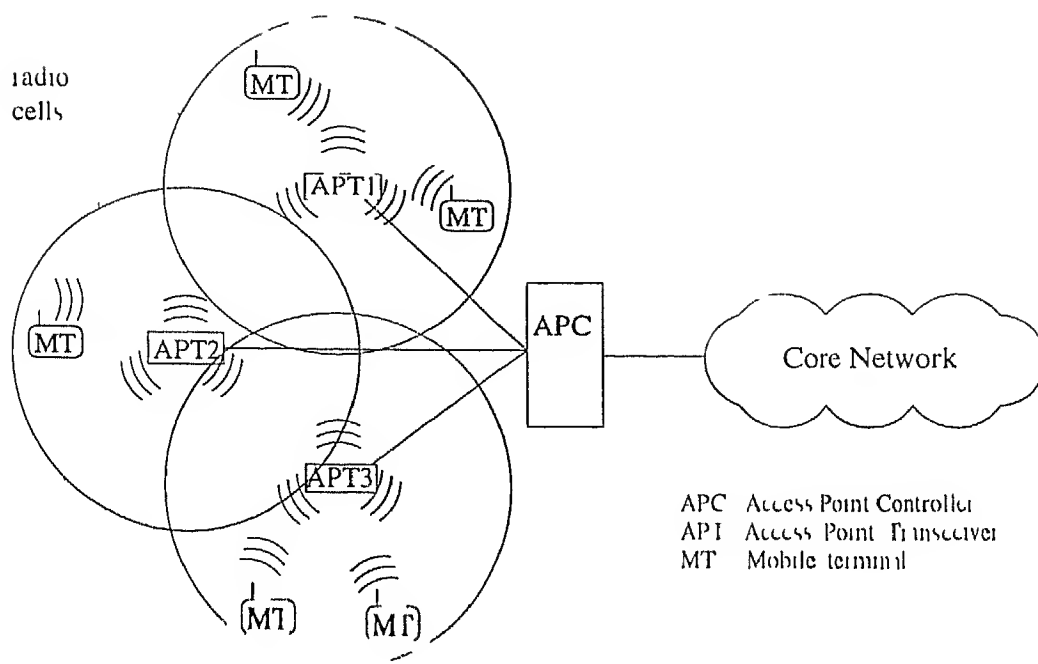 radio
cells
MT
APT1
MT
MT
APT2
APC
Core Network
APT3
MT
MT
APC Access Point Controller
APT Access Point Transceiver
MT Mobile terminal